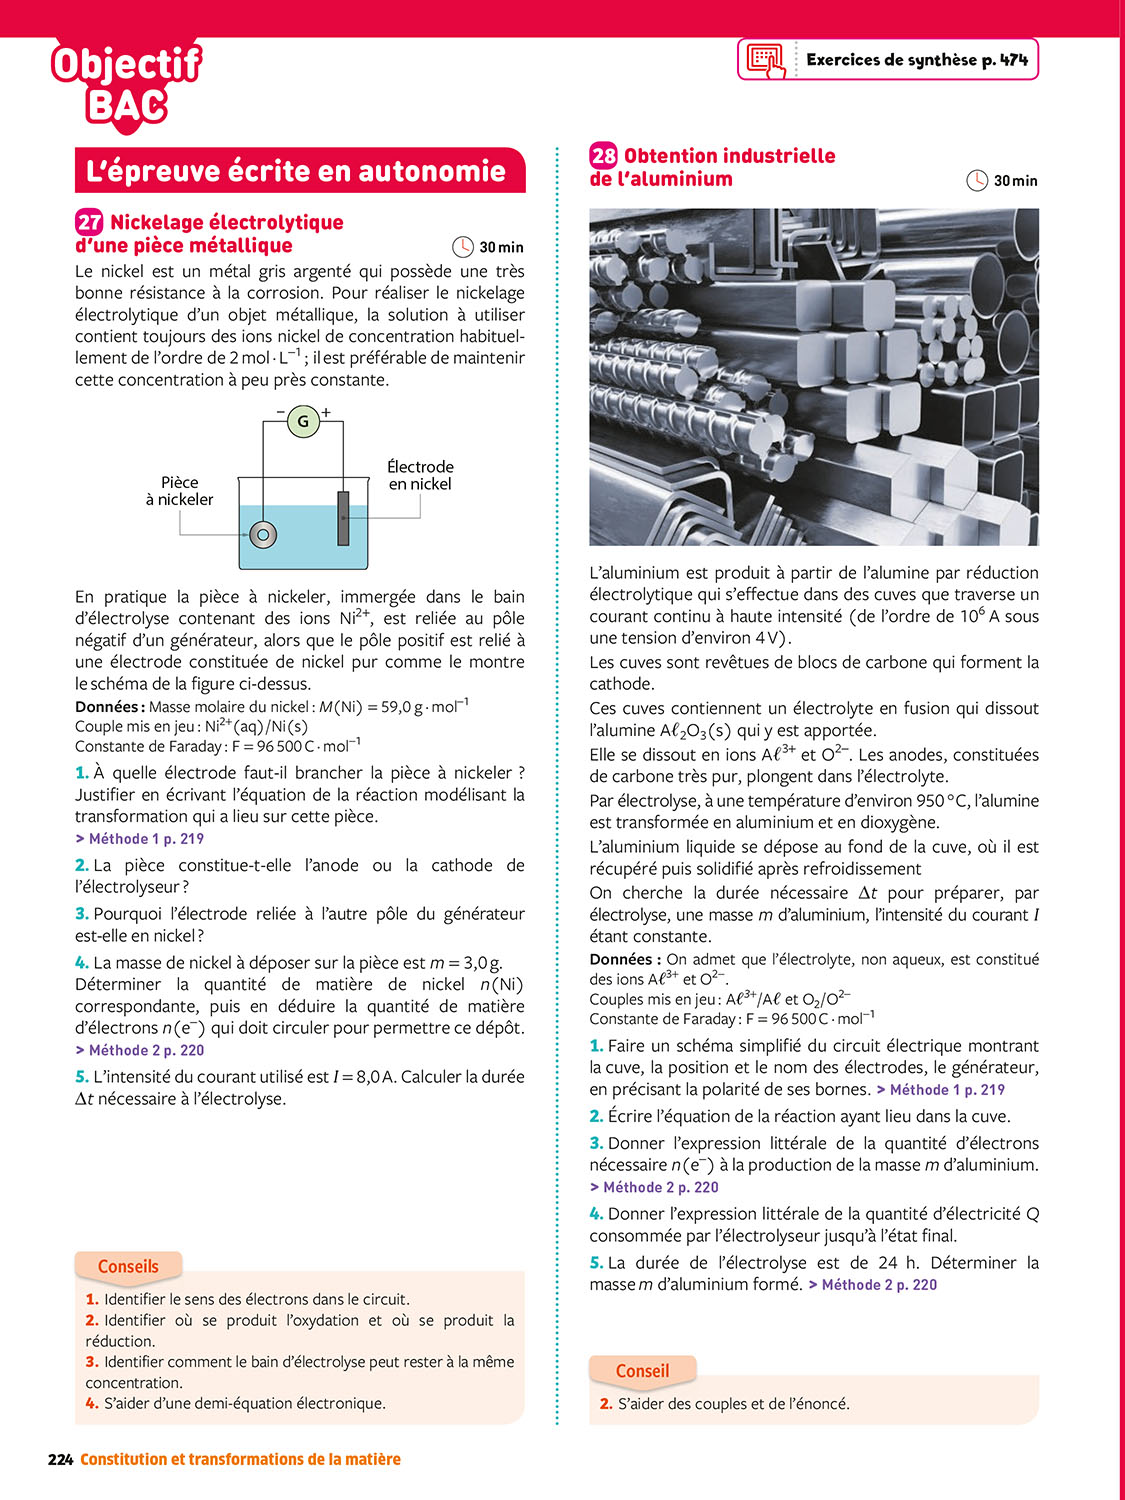 Objectif
BAC
Exercices de synthèse p. 474
L'épreuve écrite en autonomie
27 Nickelage électrolytique
d'une pièce métallique
30 min
Le nickel est un métal gris argenté qui possède une très
bonne résistance à la corrosion. Pour réaliser le nickelage
électrolytique d'un objet métallique, la solution à utiliser
contient toujours des ions nickel de concentration habituel-
lement de l'ordre de 2 mol · L⁻¹ ; il est préférable de maintenir
cette concentration à peu près constante.
− G +
Électrode
en nickel
Pièce
à nickeler
En pratique la pièce à nickeler, immergée dans le bain
d'électrolyse contenant des ions Ni²⁺, est reliée au pôle
négatif d'un générateur, alors que le pôle positif est relié à
une électrode constituée de nickel pur comme le montre
le schéma de la figure ci-dessus.
Données : Masse molaire du nickel : M(Ni) = 59,0 g · mol⁻¹
Couple mis en jeu : Ni²⁺(aq)/Ni(s)
Constante de Faraday : F = 96 500 C · mol⁻¹
1. À quelle électrode faut-il brancher la pièce à nickeler ?
Justifier en écrivant l'équation de la réaction modélisant la
transformation qui a lieu sur cette pièce.
> Méthode 1 p. 219
2. La pièce constitue-t-elle l'anode ou la cathode de
l'électrolyseur ?
3. Pourquoi l'électrode reliée à l'autre pôle du générateur
est-elle en nickel ?
4. La masse de nickel à déposer sur la pièce est m = 3,0 g.
Déterminer la quantité de matière de nickel n(Ni)
correspondante, puis en déduire la quantité de matière
d'électrons n(e⁻) qui doit circuler pour permettre ce dépôt.
> Méthode 2 p. 220
5. L'intensité du courant utilisé est I = 8,0 A. Calculer la durée
Δt nécessaire à l'électrolyse.
Conseils
1. Identifier le sens des électrons dans le circuit.
2. Identifier où se produit l'oxydation et où se produit la
réduction.
3. Identifier comment le bain d'électrolyse peut rester à la même
concentration.
4. S'aider d'une demi-équation électronique.
28 Obtention industrielle
de l'aluminium
30 min
L'aluminium est produit à partir de l'alumine par réduction
électrolytique qui s'effectue dans des cuves que traverse un
courant continu à haute intensité (de l'ordre de 10⁶ A sous
une tension d'environ 4 V).
Les cuves sont revêtues de blocs de carbone qui forment la
cathode.
Ces cuves contiennent un électrolyte en fusion qui dissout
l'alumine Aℓ₂O₃(s) qui y est apportée.
Elle se dissout en ions Aℓ³⁺ et O²⁻. Les anodes, constituées
de carbone très pur, plongent dans l'électrolyte.
Par électrolyse, à une température d'environ 950 °C, l'alumine
est transformée en aluminium et en dioxygène.
L'aluminium liquide se dépose au fond de la cuve, où il est
récupéré puis solidifié après refroidissement
On cherche la durée nécessaire Δt pour préparer, par
électrolyse, une masse m d'aluminium, l'intensité du courant I
étant constante.
Données : On admet que l'électrolyte, non aqueux, est constitué
des ions Aℓ³⁺ et O²⁻.
Couples mis en jeu : Aℓ³⁺/Aℓ et O₂/O²⁻
Constante de Faraday : F = 96 500 C · mol⁻¹
1. Faire un schéma simplifié du circuit électrique montrant
la cuve, la position et le nom des électrodes, le générateur,
en précisant la polarité de ses bornes. > Méthode 1 p. 219
2. Écrire l'équation de la réaction ayant lieu dans la cuve.
3. Donner l'expression littérale de la quantité d'électrons
nécessaire n(e⁻) à la production de la masse m d'aluminium.
> Méthode 2 p. 220
4. Donner l'expression littérale de la quantité d'électricité Q
consommée par l'électrolyseur jusqu'à l'état final.
5. La durée de l'électrolyse est de 24 h. Déterminer la
masse m d'aluminium formé. > Méthode 2 p. 220
Conseil
2. S'aider des couples et de l'énoncé.
224 Constitution et transformations de la matière